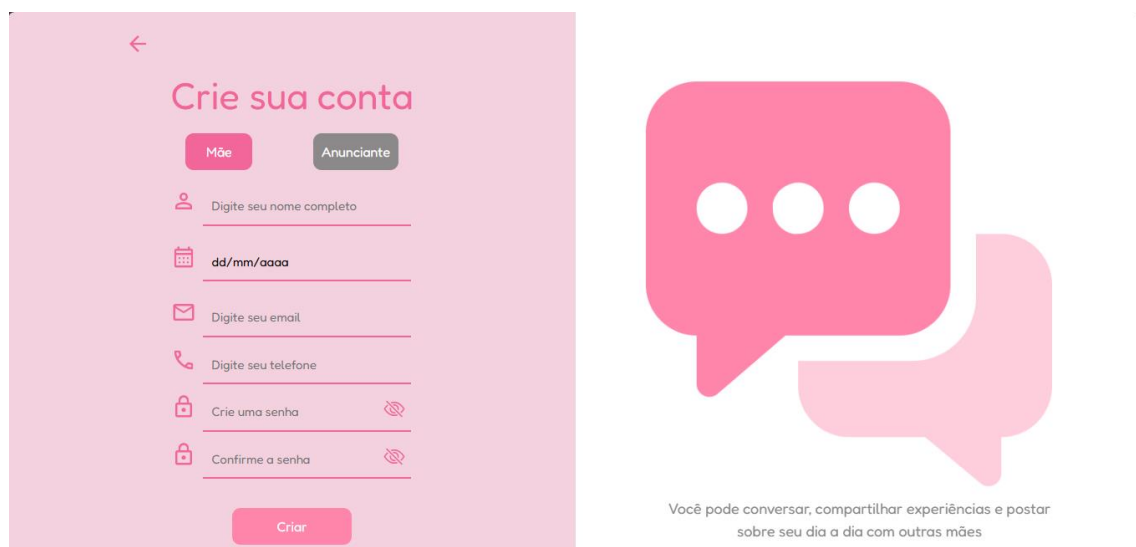 Crie sua conta
Mãe
Anunciante
Digite seu nome completo
dd/mm/aaaa
Digite seu email
Digite seu telefone
Crie uma senha
Confirme a senha
Criar
Você pode conversar, compartilhar experiências e postar
sobre seu dia a dia com outras mães